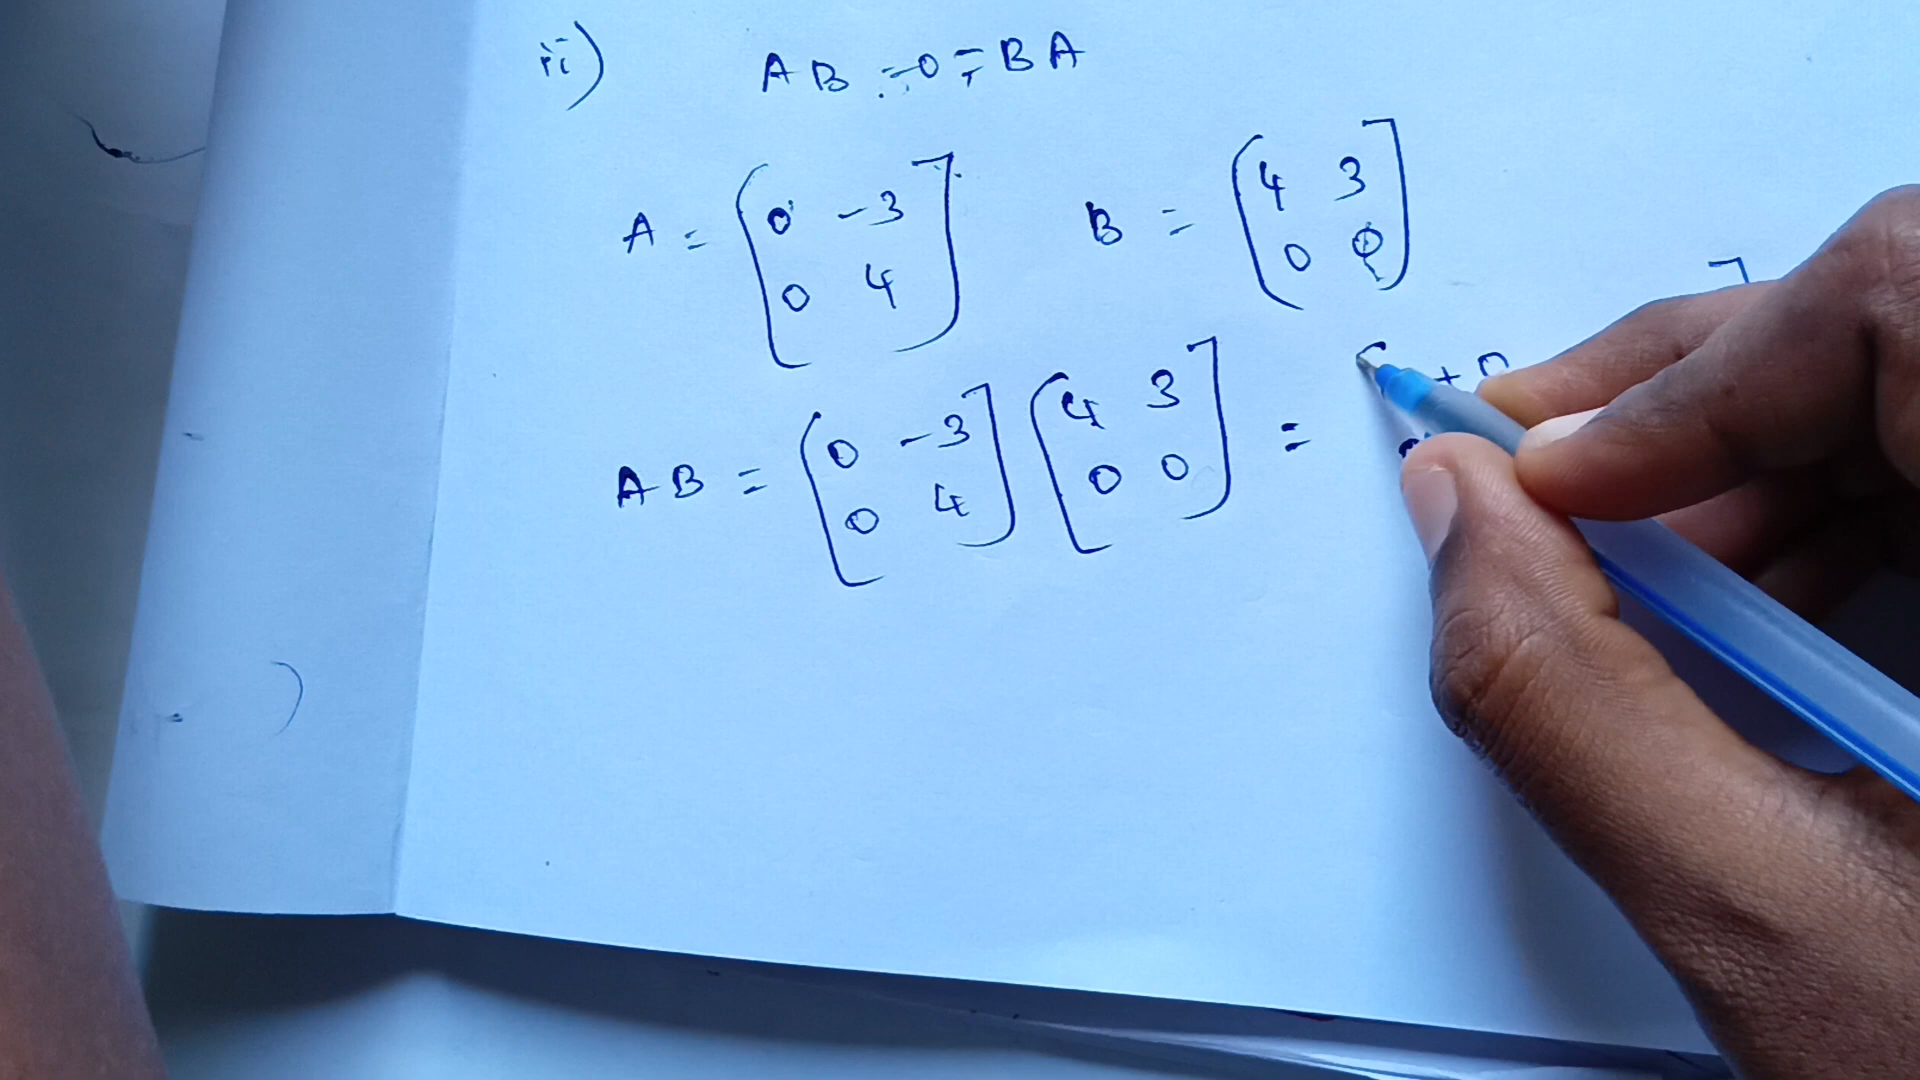 ii) AB = 0 = BA
A = [0 -3
0 4] B = [4 3
0 0]
AB = [0 -3
0 4] [4 3
0 0] = [ + 0
]